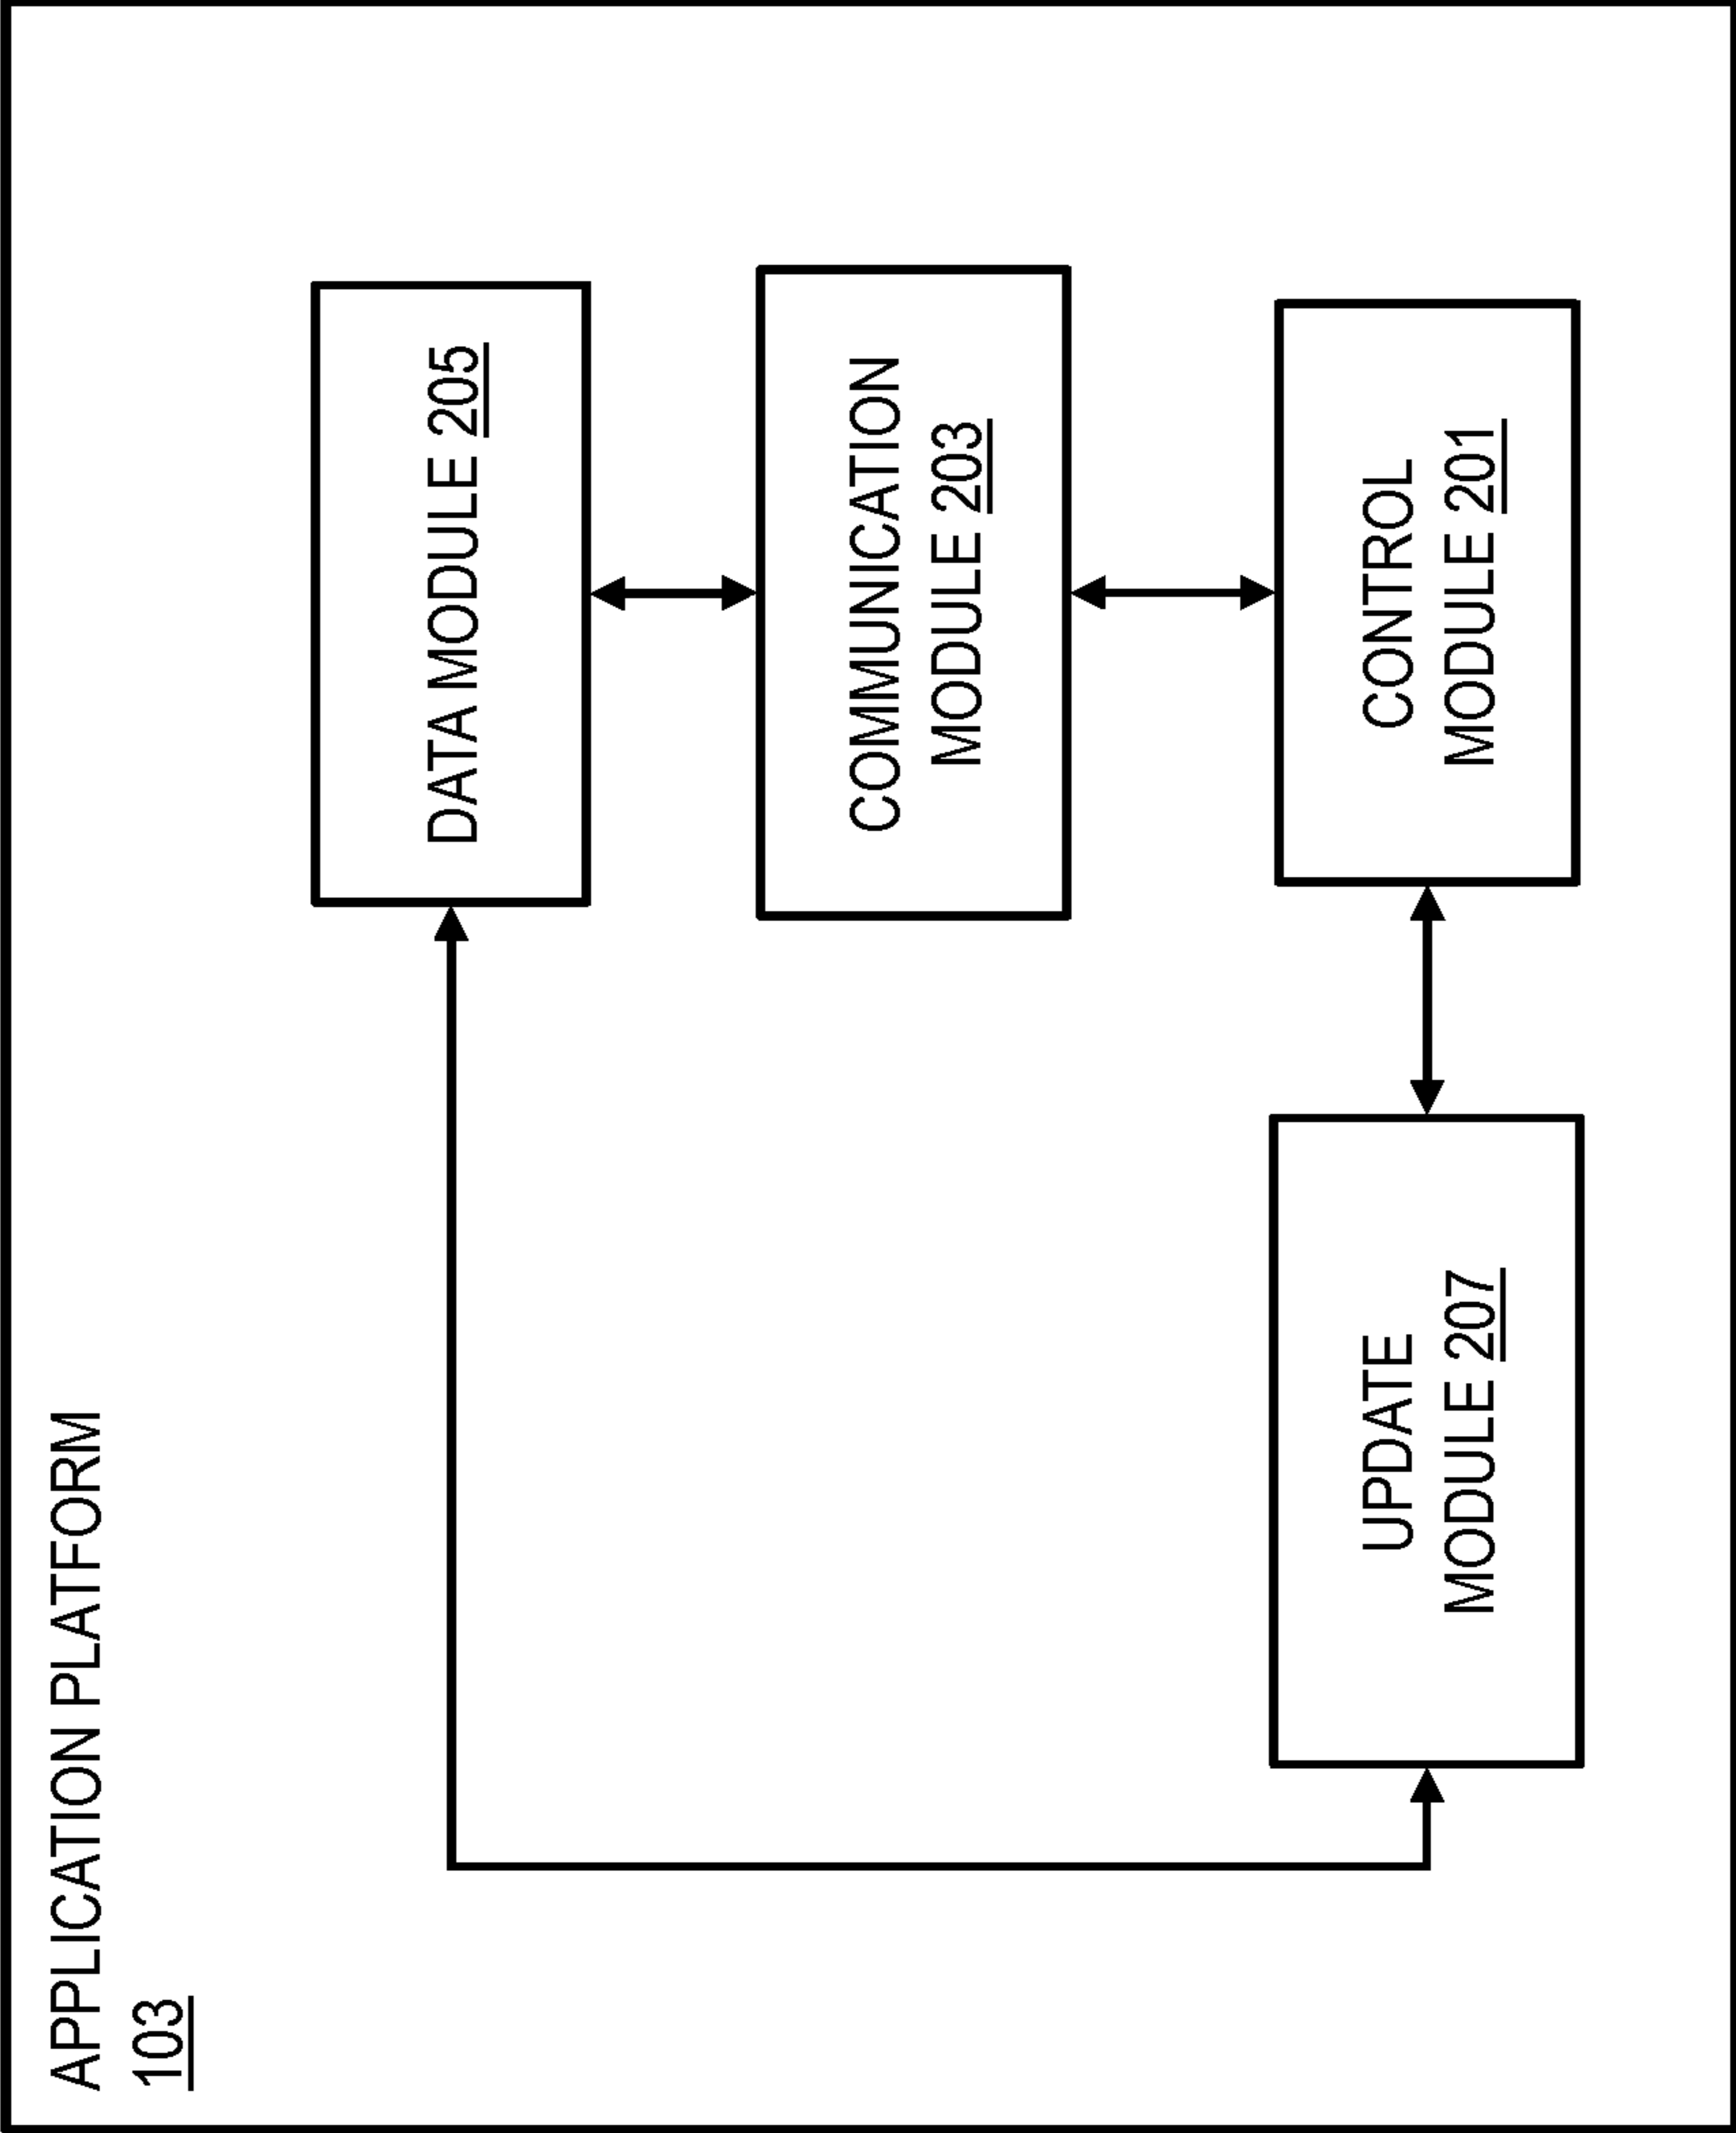 APPLICATION PLATFORM
103
DATA MODULE 205
COMMUNICATION
MODULE 203
UPDATE
MODULE 207
CONTROL
MODULE 201